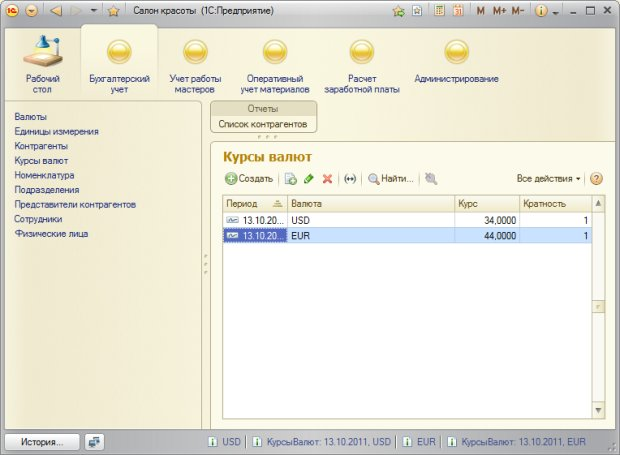 1С Салон красоты (1С:Предприятие) 31 M M+ M-
Рабочий стол
Бухгалтерский учет
Учет работы мастеров
Оперативный учет материалов
Расчет заработной платы
Администрирование
Валюты
Единицы измерения
Контрагенты
Курсы валют
Номенклатура
Подразделения
Представители контрагентов
Сотрудники
Физические лица
Отчеты
Список контрагентов
Курсы валют
Создать Найти... Все действия ?
Период Валюта Курс Кратность
13.10.20... USD 34,0000 1
13.10.20... EUR 44,0000 1
История... USD КурсыВалют: 13.10.2011, USD EUR КурсыВалют: 13.10.2011, EUR